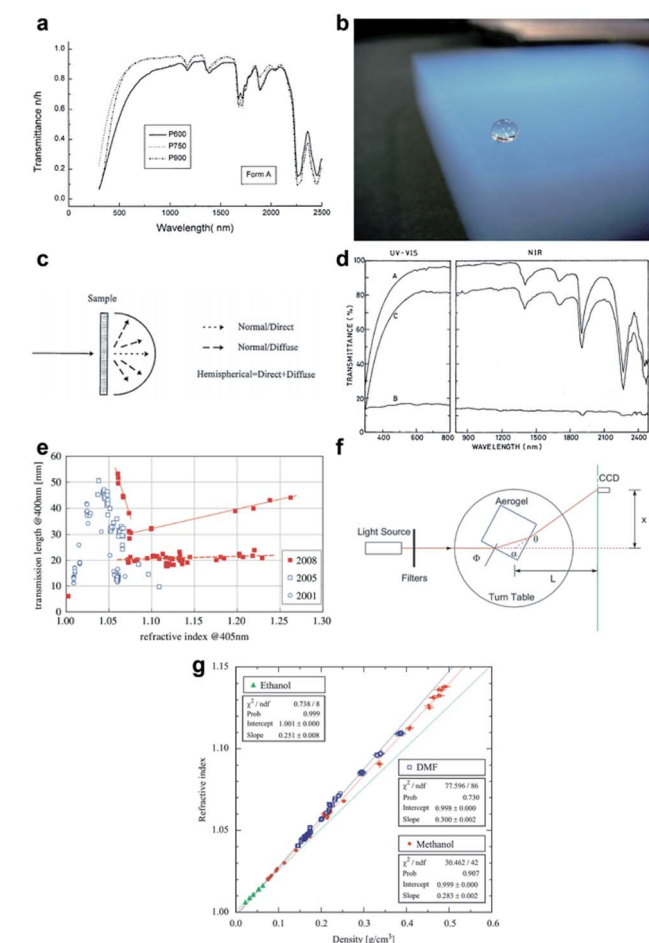 a
Transmittance n/h
1.0
0.8
0.6
0.4
0.2
0.0
P600
P750
P900
Form A
0 500 1000 1500 2000 2500
Wavelength( nm)
b
c
Sample
Normal/Direct
Normal/Diffuse
Hemispherical=Direct+Diffuse
d
UV-VIS NIR
TRANSMITTANCE (%)
100
80
60
40
20
0
A
C
B
400 600 800 1200 1600 2000 2400
WAVELENGTH (NM)
e
transmission length @400nm [mm]
60
50
40
30
20
10
0
2008
2005
2001
1.00 1.05 1.10 1.15 1.20 1.25 1.30
refractive index @405nm
f
CCD
Aerogel
Light Source
θ
X
Φ
α
L
Filters
Turn Table
g
Refractive index
1.15
1.10
1.05
1.00
Ethanol
χ² / ndf 0.738 / 8
Prob 0.999
Intercept 1.001 ± 0.000
Slope 0.251 ± 0.008
DMF
χ² / ndf 77.596 / 86
Prob 0.730
Intercept 0.998 ± 0.000
Slope 0.300 ± 0.002
Methanol
χ² / ndf 30.462 / 42
Prob 0.907
Intercept 0.999 ± 0.000
Slope 0.283 ± 0.002
0.0 0.1 0.2 0.3 0.4 0.5 0.6
Density [g/cm³]